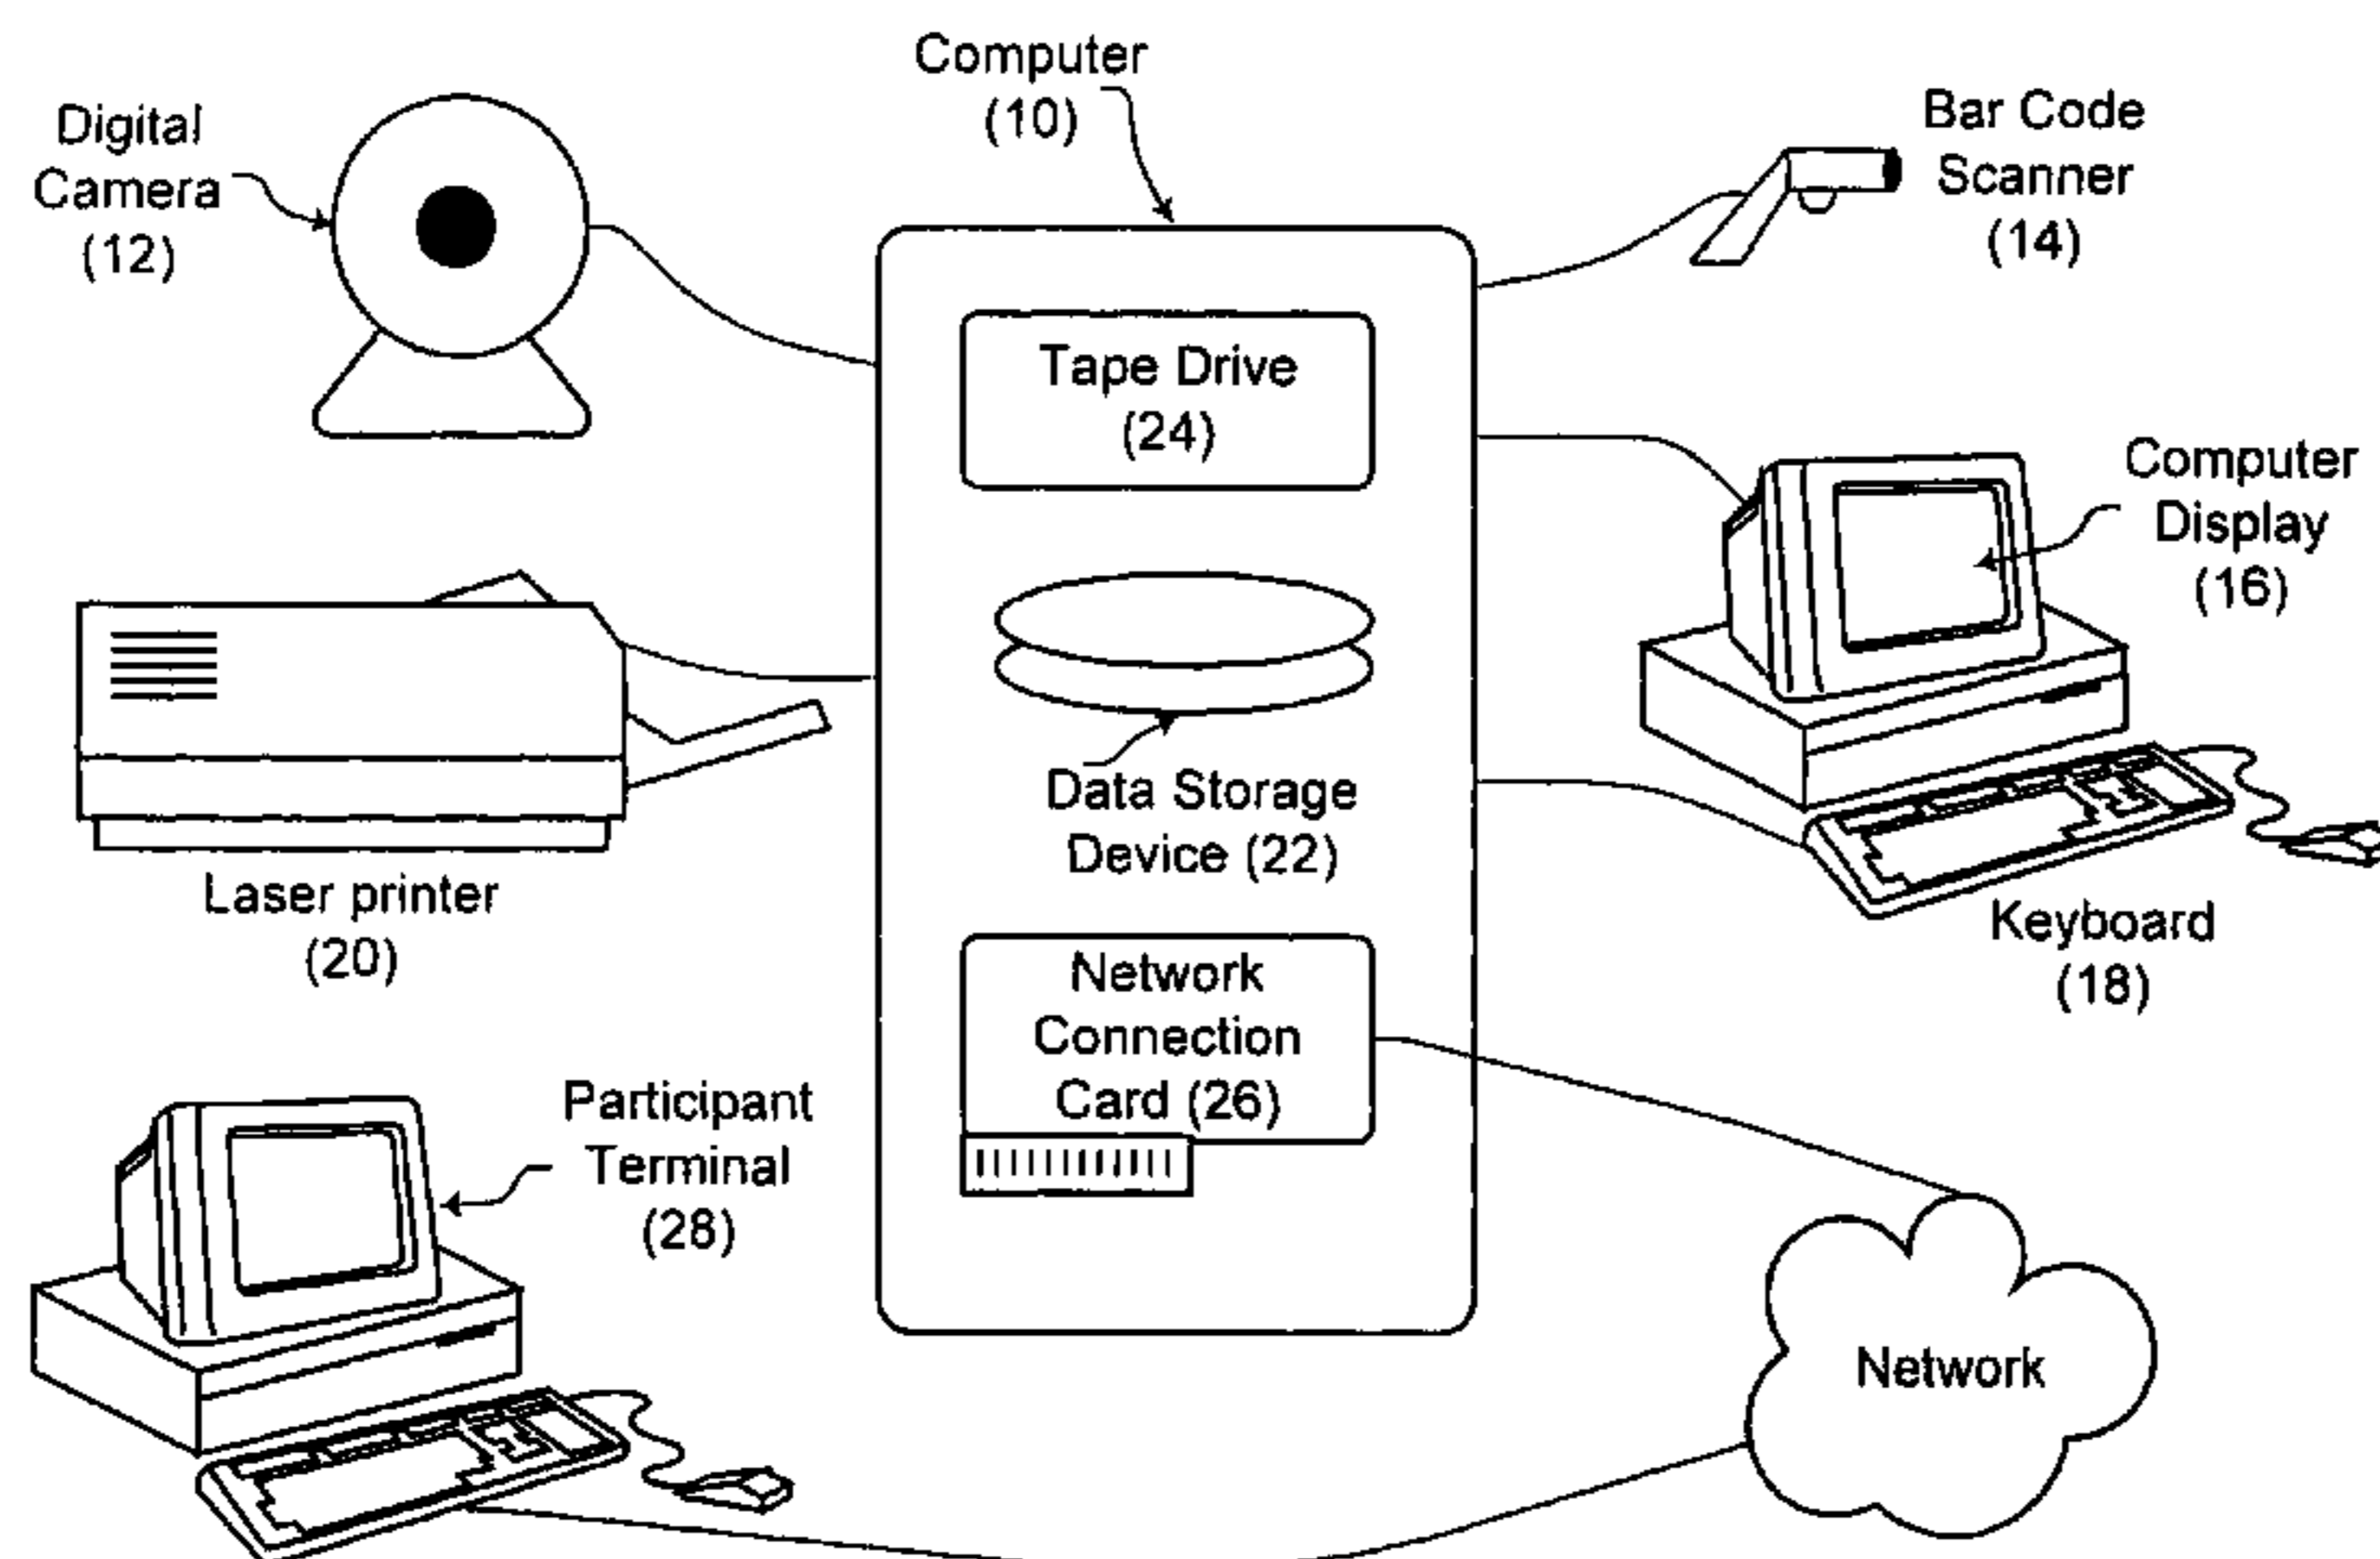 Computer
(10)
Digital
Camera
(12)
Bar Code
Scanner
(14)
Tape Drive
(24)
Computer
Display
(16)
Data Storage
Device (22)
Laser printer
(20)
Keyboard
(18)
Network
Connection
Card (26)
Participant
Terminal
(28)
Network